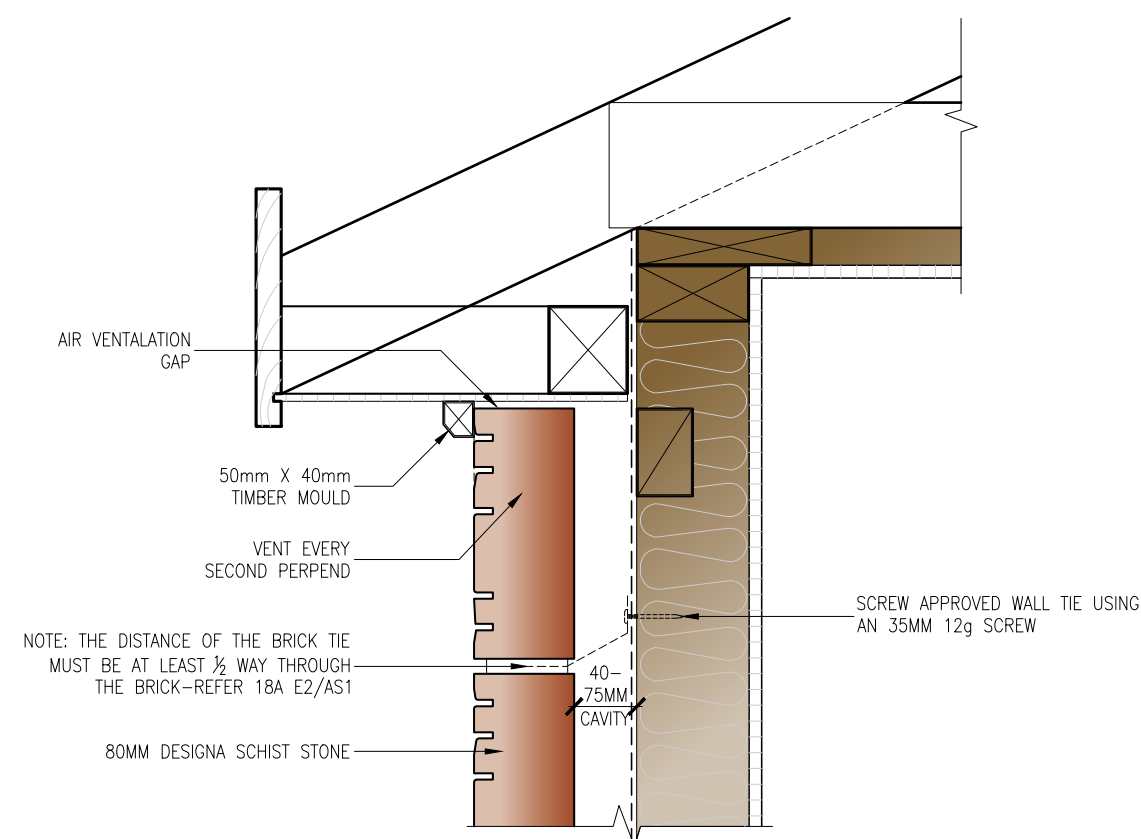 AIR VENTALATION
GAP
50mm X 40mm
TIMBER MOULD
VENT EVERY
SECOND PERPEND
NOTE: THE DISTANCE OF THE BRICK TIE
MUST BE AT LEAST ½ WAY THROUGH
THE BRICK-REFER 18A E2/AS1
80MM DESIGNA SCHIST STONE
40-
75MM
CAVITY
SCREW APPROVED WALL TIE USING
AN 35MM 12g SCREW